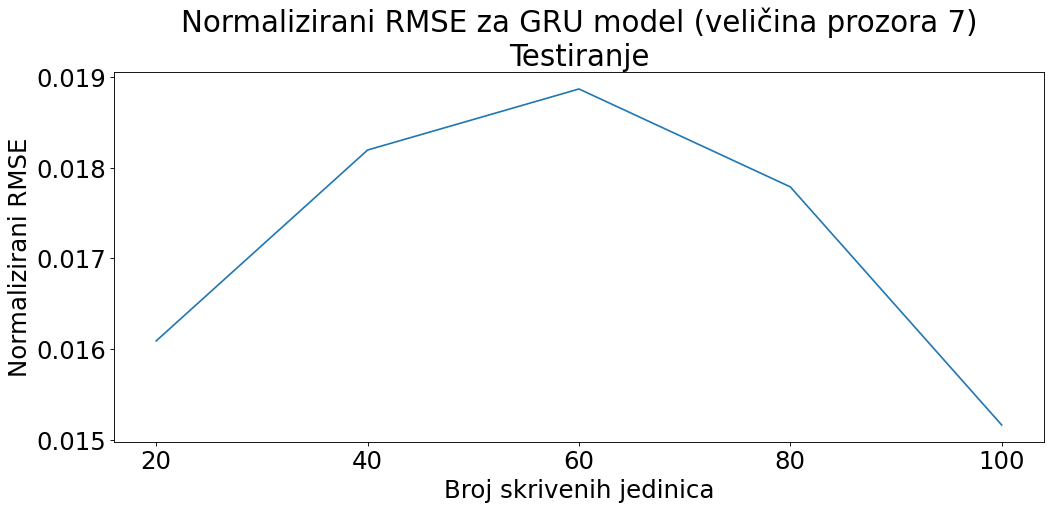 Normalizirani RMSE za GRU model (veličina prozora 7)
Testiranje
Normalizirani RMSE
0.019
0.018
0.017
0.016
0.015
20 40 60 80 100
Broj skrivenih jedinica